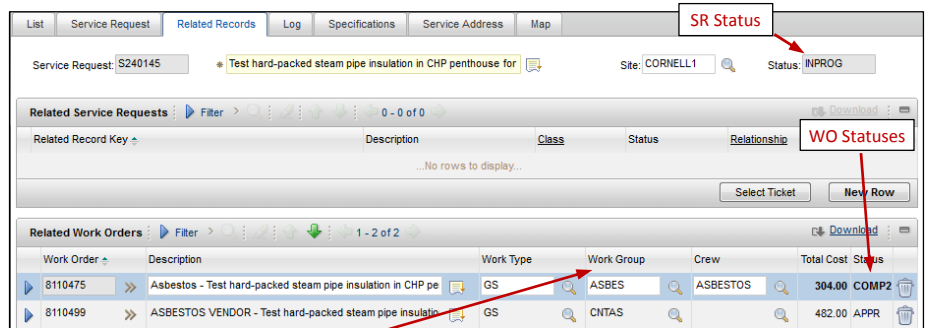 List Service Request Related Records Log Specifications Service Address Map
SR Status
Service Request: S240145 * Test hard-packed steam pipe insulation in CHP penthouse for Site: CORNELL1 Status: INPROG
Related Service Requests Filter > 0 - 0 of 0 Download
Related Record Key Description Class Status Relationship
WO Statuses
...No rows to display...
Select Ticket New Row
Related Work Orders Filter > 1 - 2 of 2 Download
Work Order Description Work Type Work Group Crew Total Cost Status
8110475 Asbestos - Test hard-packed steam pipe insulation in CHP pe GS ASBES ASBESTOS 304.00 COMP2
8110499 ASBESTOS VENDOR - Test hard-packed steam pipe insulatio GS CNTAS 482.00 APPR